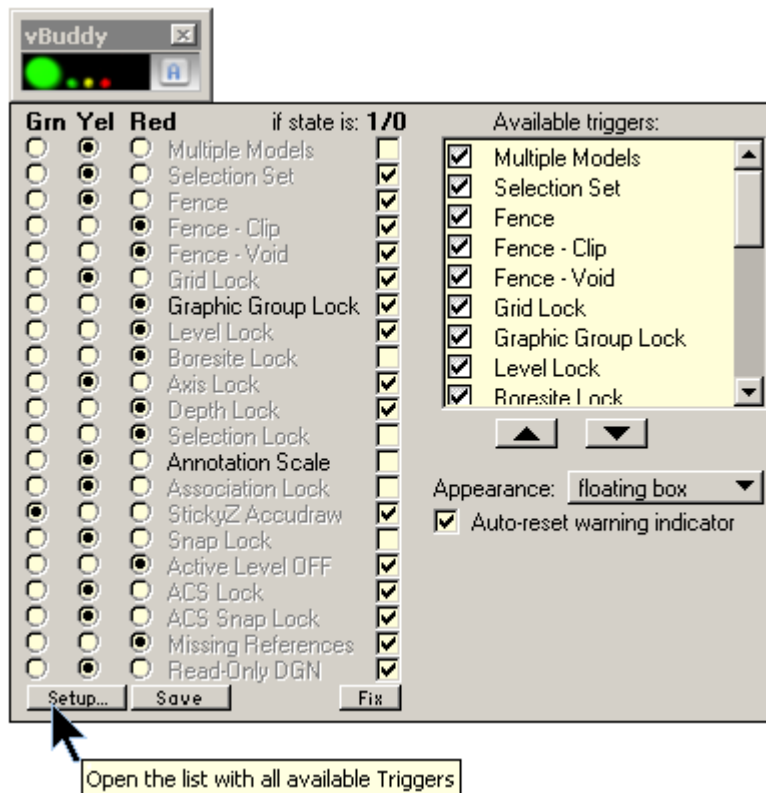 vBuddy
A
Grn Yel Red if state is: 1/0
Multiple Models
Selection Set
Fence
Fence - Clip
Fence - Void
Grid Lock
Graphic Group Lock
Level Lock
Boresite Lock
Axis Lock
Depth Lock
Selection Lock
Annotation Scale
Association Lock
StickyZ Accudraw
Snap Lock
Active Level OFF
ACS Lock
ACS Snap Lock
Missing References
Read-Only DGN
Setup... Save Fix
Available triggers:
Multiple Models
Selection Set
Fence
Fence - Clip
Fence - Void
Grid Lock
Graphic Group Lock
Level Lock
Boresite Lock
Appearance: floating box
Auto-reset warning indicator
Open the list with all available Triggers